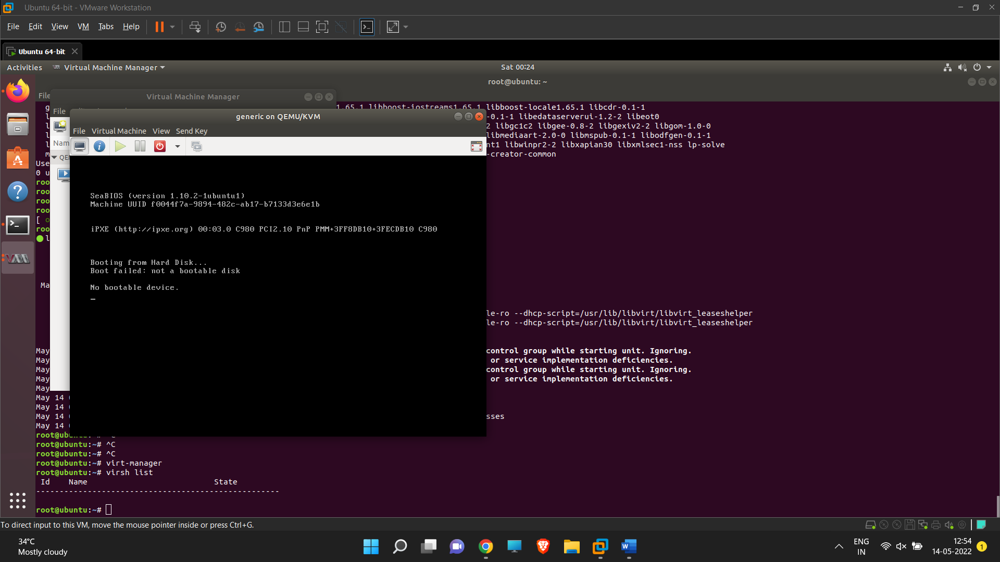 Ubuntu 64-bit - VMware Workstation
File Edit View VM Tabs Help
Ubuntu 64-bit
Activities Virtual Machine Manager Sat 00:24
root@ubuntu: ~
File
Virtual Machine Manager
File
generic on QEMU/KVM
File Virtual Machine View Send Key
1.65.1 libboost-iostreams1.65.1 libboost-locale1.65.1 libcdr-0.1-1
-0.1-1 libedataserverui-1.2-2 libeot0
2 libgc1c2 libgee-0.8-2 libgexiv2-2 libgom-1.0-0
libmediaart-2.0-0 libmspub-0.1-1 libodfgen-0.1-1
nt1 libwinpr2-2 libxapian30 libxmlsec1-nss lp-solve
-creator-common
Nam
QE
Use
0 u
roo
roo
roo
roo
[ o
roo
l
SeaBIOS (version 1.10.2-1ubuntu1)
Machine UUID f0044f7a-9894-482c-ab17-b7133d3e6e1b
iPXE (http://ipxe.org) 00:03.0 C980 PCI2.10 PnP PMM+3FF8DB10+3FECDB10 C980
Booting from Hard Disk...
Boot failed: not a bootable disk
No bootable device.
Ma
le-ro --dhcp-script=/usr/lib/libvirt/libvirt_leaseshelper
le-ro --dhcp-script=/usr/lib/libvirt/libvirt_leaseshelper
May control group while starting unit. Ignoring.
May or service implementation deficiencies.
May control group while starting unit. Ignoring.
May or service implementation deficiencies.
May
May 14
May 14
May 14 sses
May 14
root@ubuntu:~#
root@ubuntu:~# ^C
root@ubuntu:~# ^C
root@ubuntu:~# virt-manager
root@ubuntu:~# virsh list
Id Name State
----------------------------------------------------
root@ubuntu:~#
To direct input to this VM, move the mouse pointer inside or press Ctrl+G.
34°C
Mostly cloudy
ENG
IN
12:54
14-05-2022
1